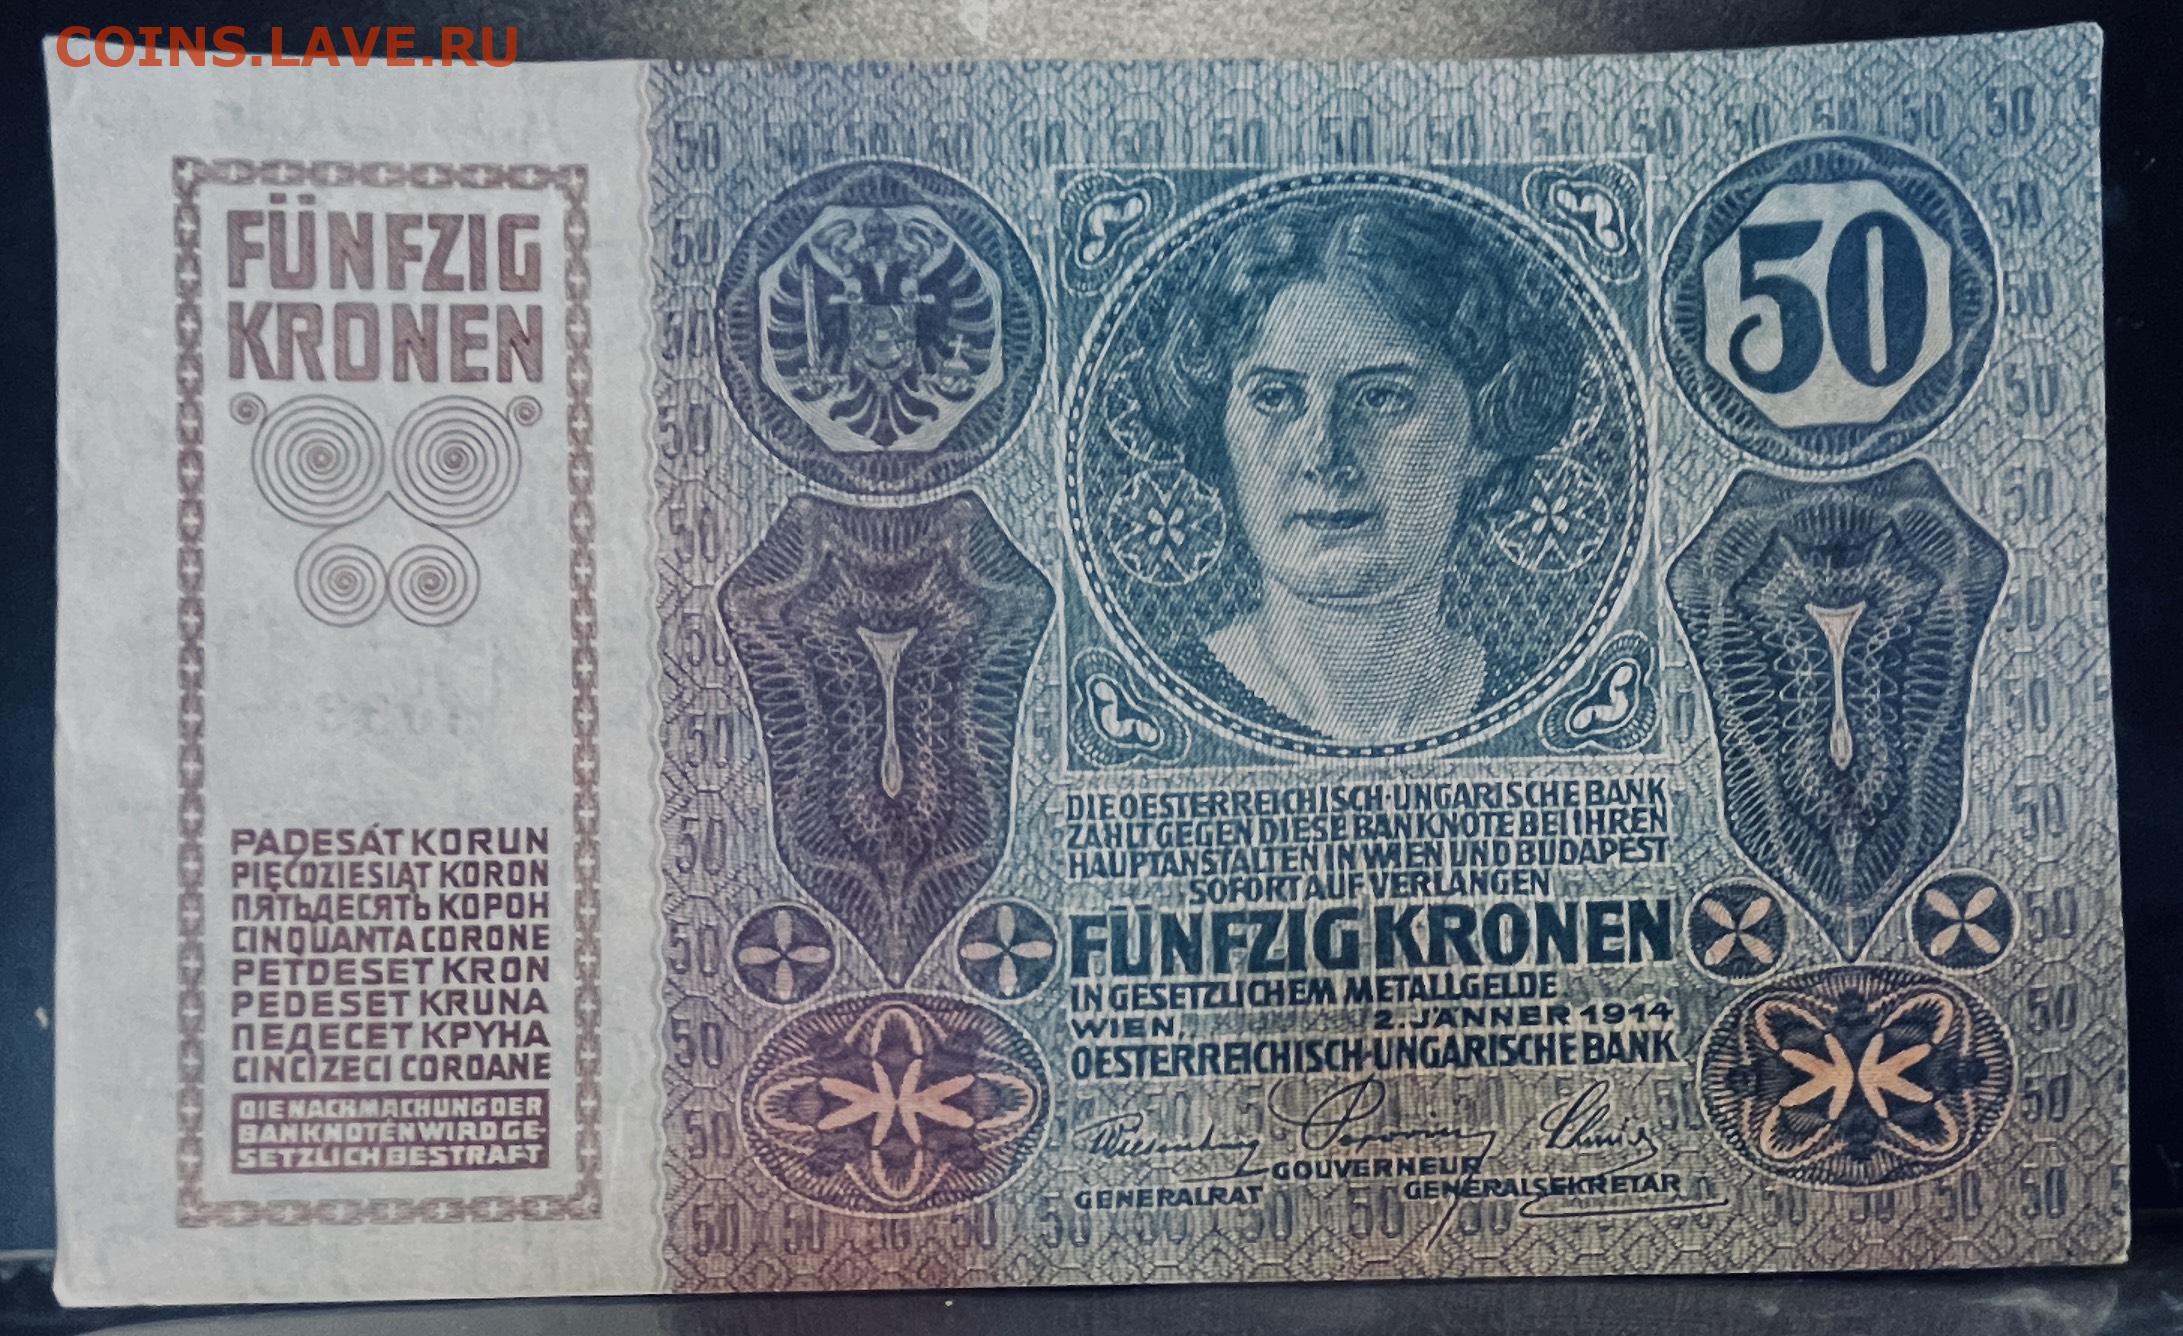 COINS.LAVE.RU
FÜNFZIG
KRONEN
PADESÁT KORUN
PIĘĆDZIESIĄT KORON
ПЯТЬДЕСЯТЬ КОРОН
CINQUANTA CORONE
PETDESET KRON
PEDESET KRUNA
ПЕДЕСЕТ КРУНА
CINCIZECI COROANE
DIE NACHMACHUNG DER
BANKNOTEN WIRD GE-
SETZLICH BESTRAFT
50
DIE OESTERREICHISCH-UNGARISCHE BANK
ZAHLT GEGEN DIESE BANKNOTE BEI IHREN
HAUPTANSTALTEN IN WIEN UND BUDAPEST
SOFORT AUF VERLANGEN
FÜNFZIG KRONEN
IN GESETZLICHEM METALLGELDE
WIEN, 2. JÄNNER 1914
OESTERREICHISCH-UNGARISCHE BANK
GOUVERNEUR
GENERALRAT GENERALSEKRETÄR